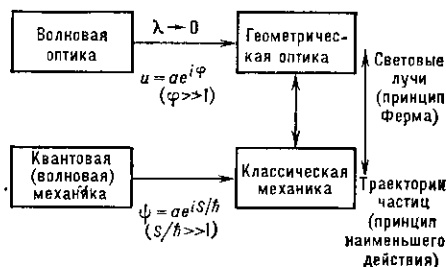 Волновая
оптика
λ→0
u = ae^{iφ}
(φ>>1)
Геометричес-
кая оптика
Световые
лучи
(принцип
Ферма)
Квантовая
(волновая)
механика
ψ = ae^{iS/ħ}
(S/ħ>>1)
Классическая
механика
Траектории
частиц
(принцип
наименьшего
действия)